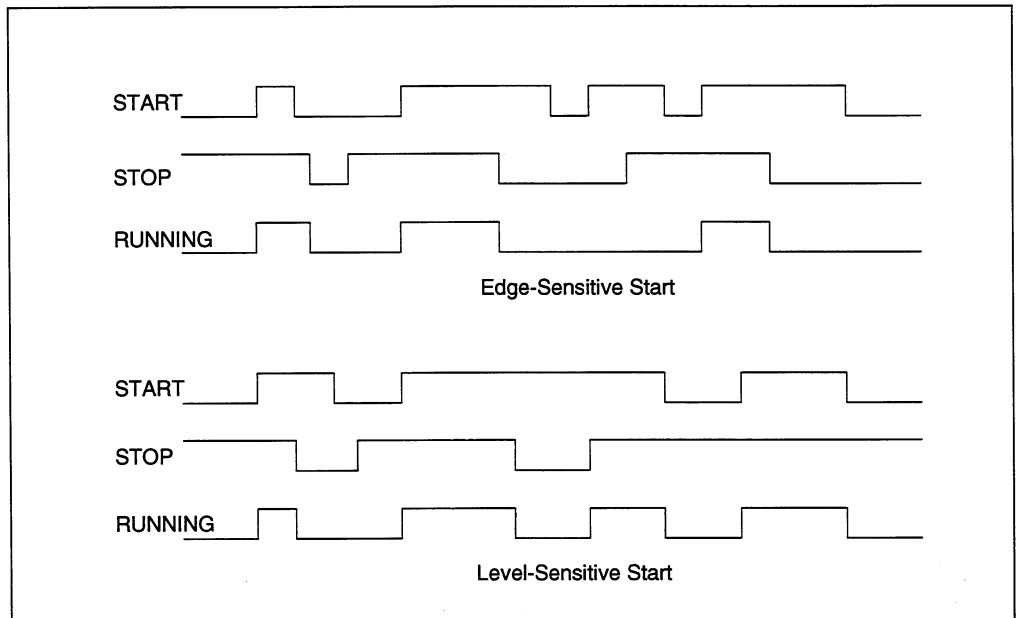 START
STOP
RUNNING
Edge-Sensitive Start
START
STOP
RUNNING
Level-Sensitive Start